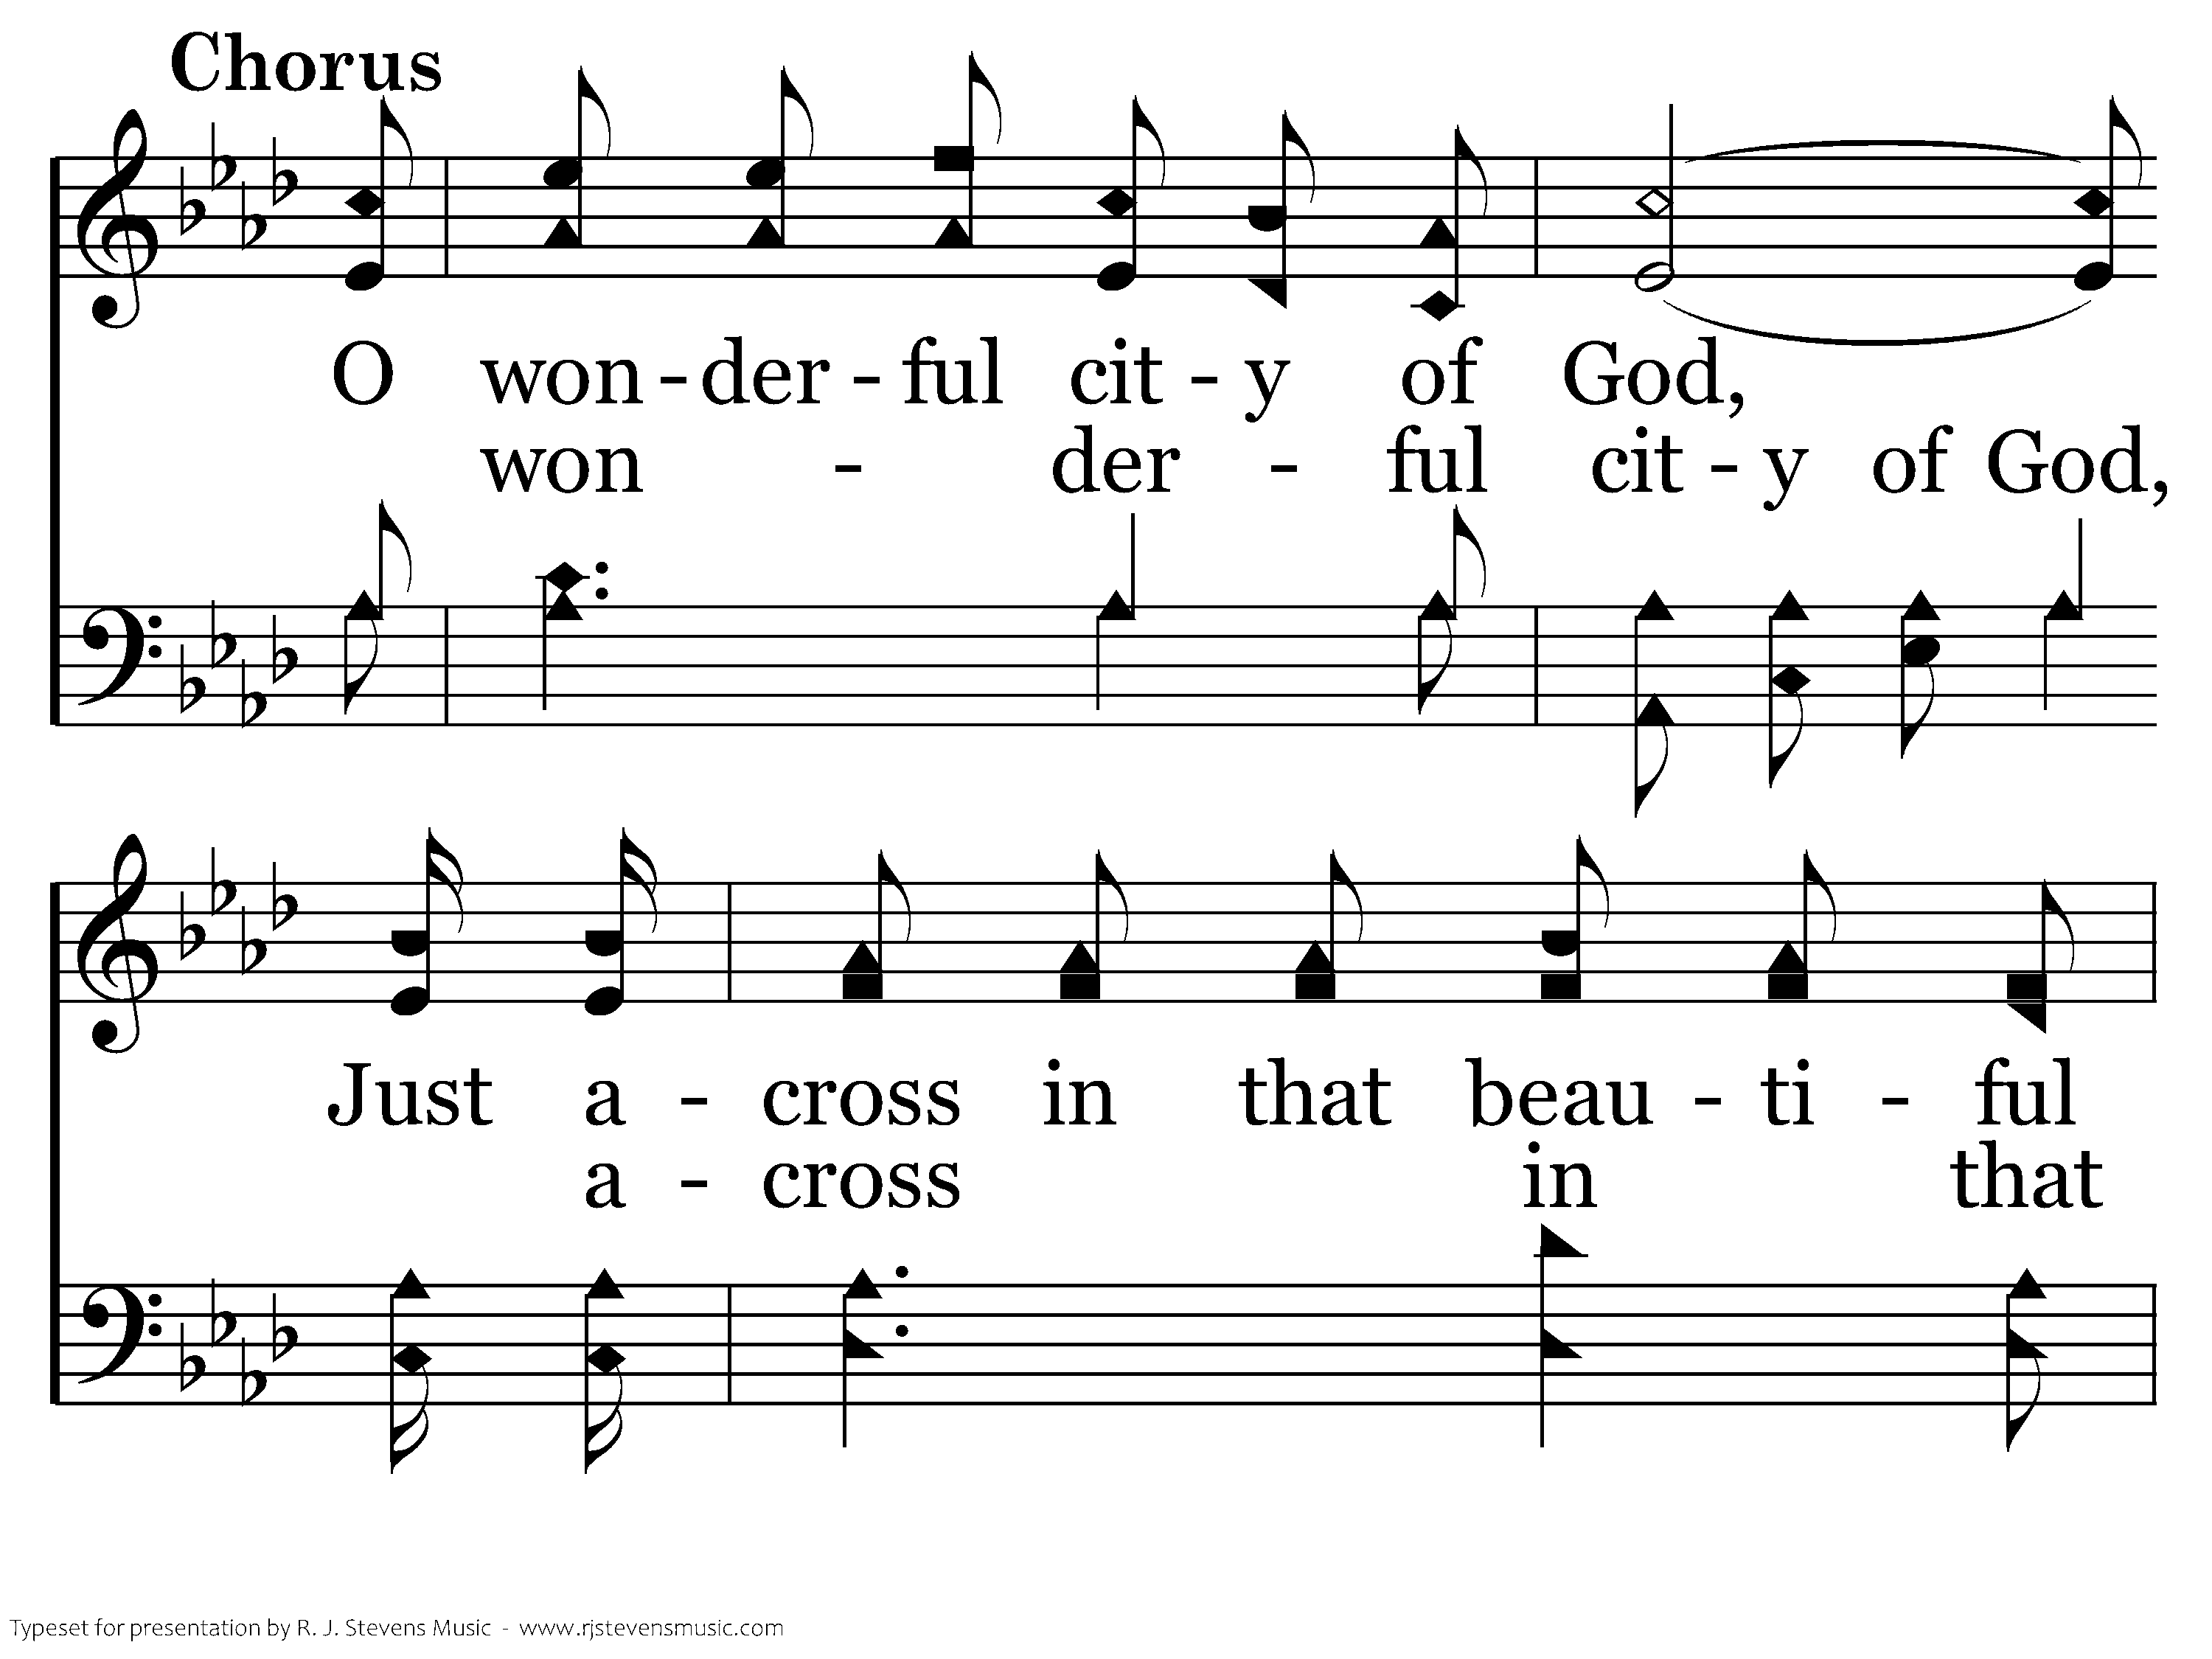 Chorus
O won - der - ful cit - y of God,
won - der - ful cit - y of God,
Just a - cross in that beau - ti - ful
a - cross in that
Typeset for presentation by R. J. Stevens Music - www.rjstevensmusic.com